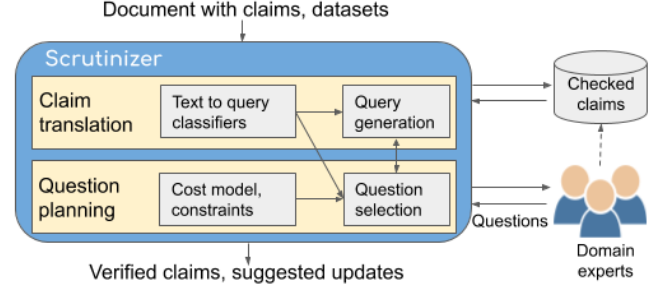 Document with claims, datasets
Scrutinizer
Claim
translation
Text to query
classifiers
Query
generation
Checked
claims
Question
planning
Cost model,
constraints
Question
selection
Questions
Domain
experts
Verified claims, suggested updates